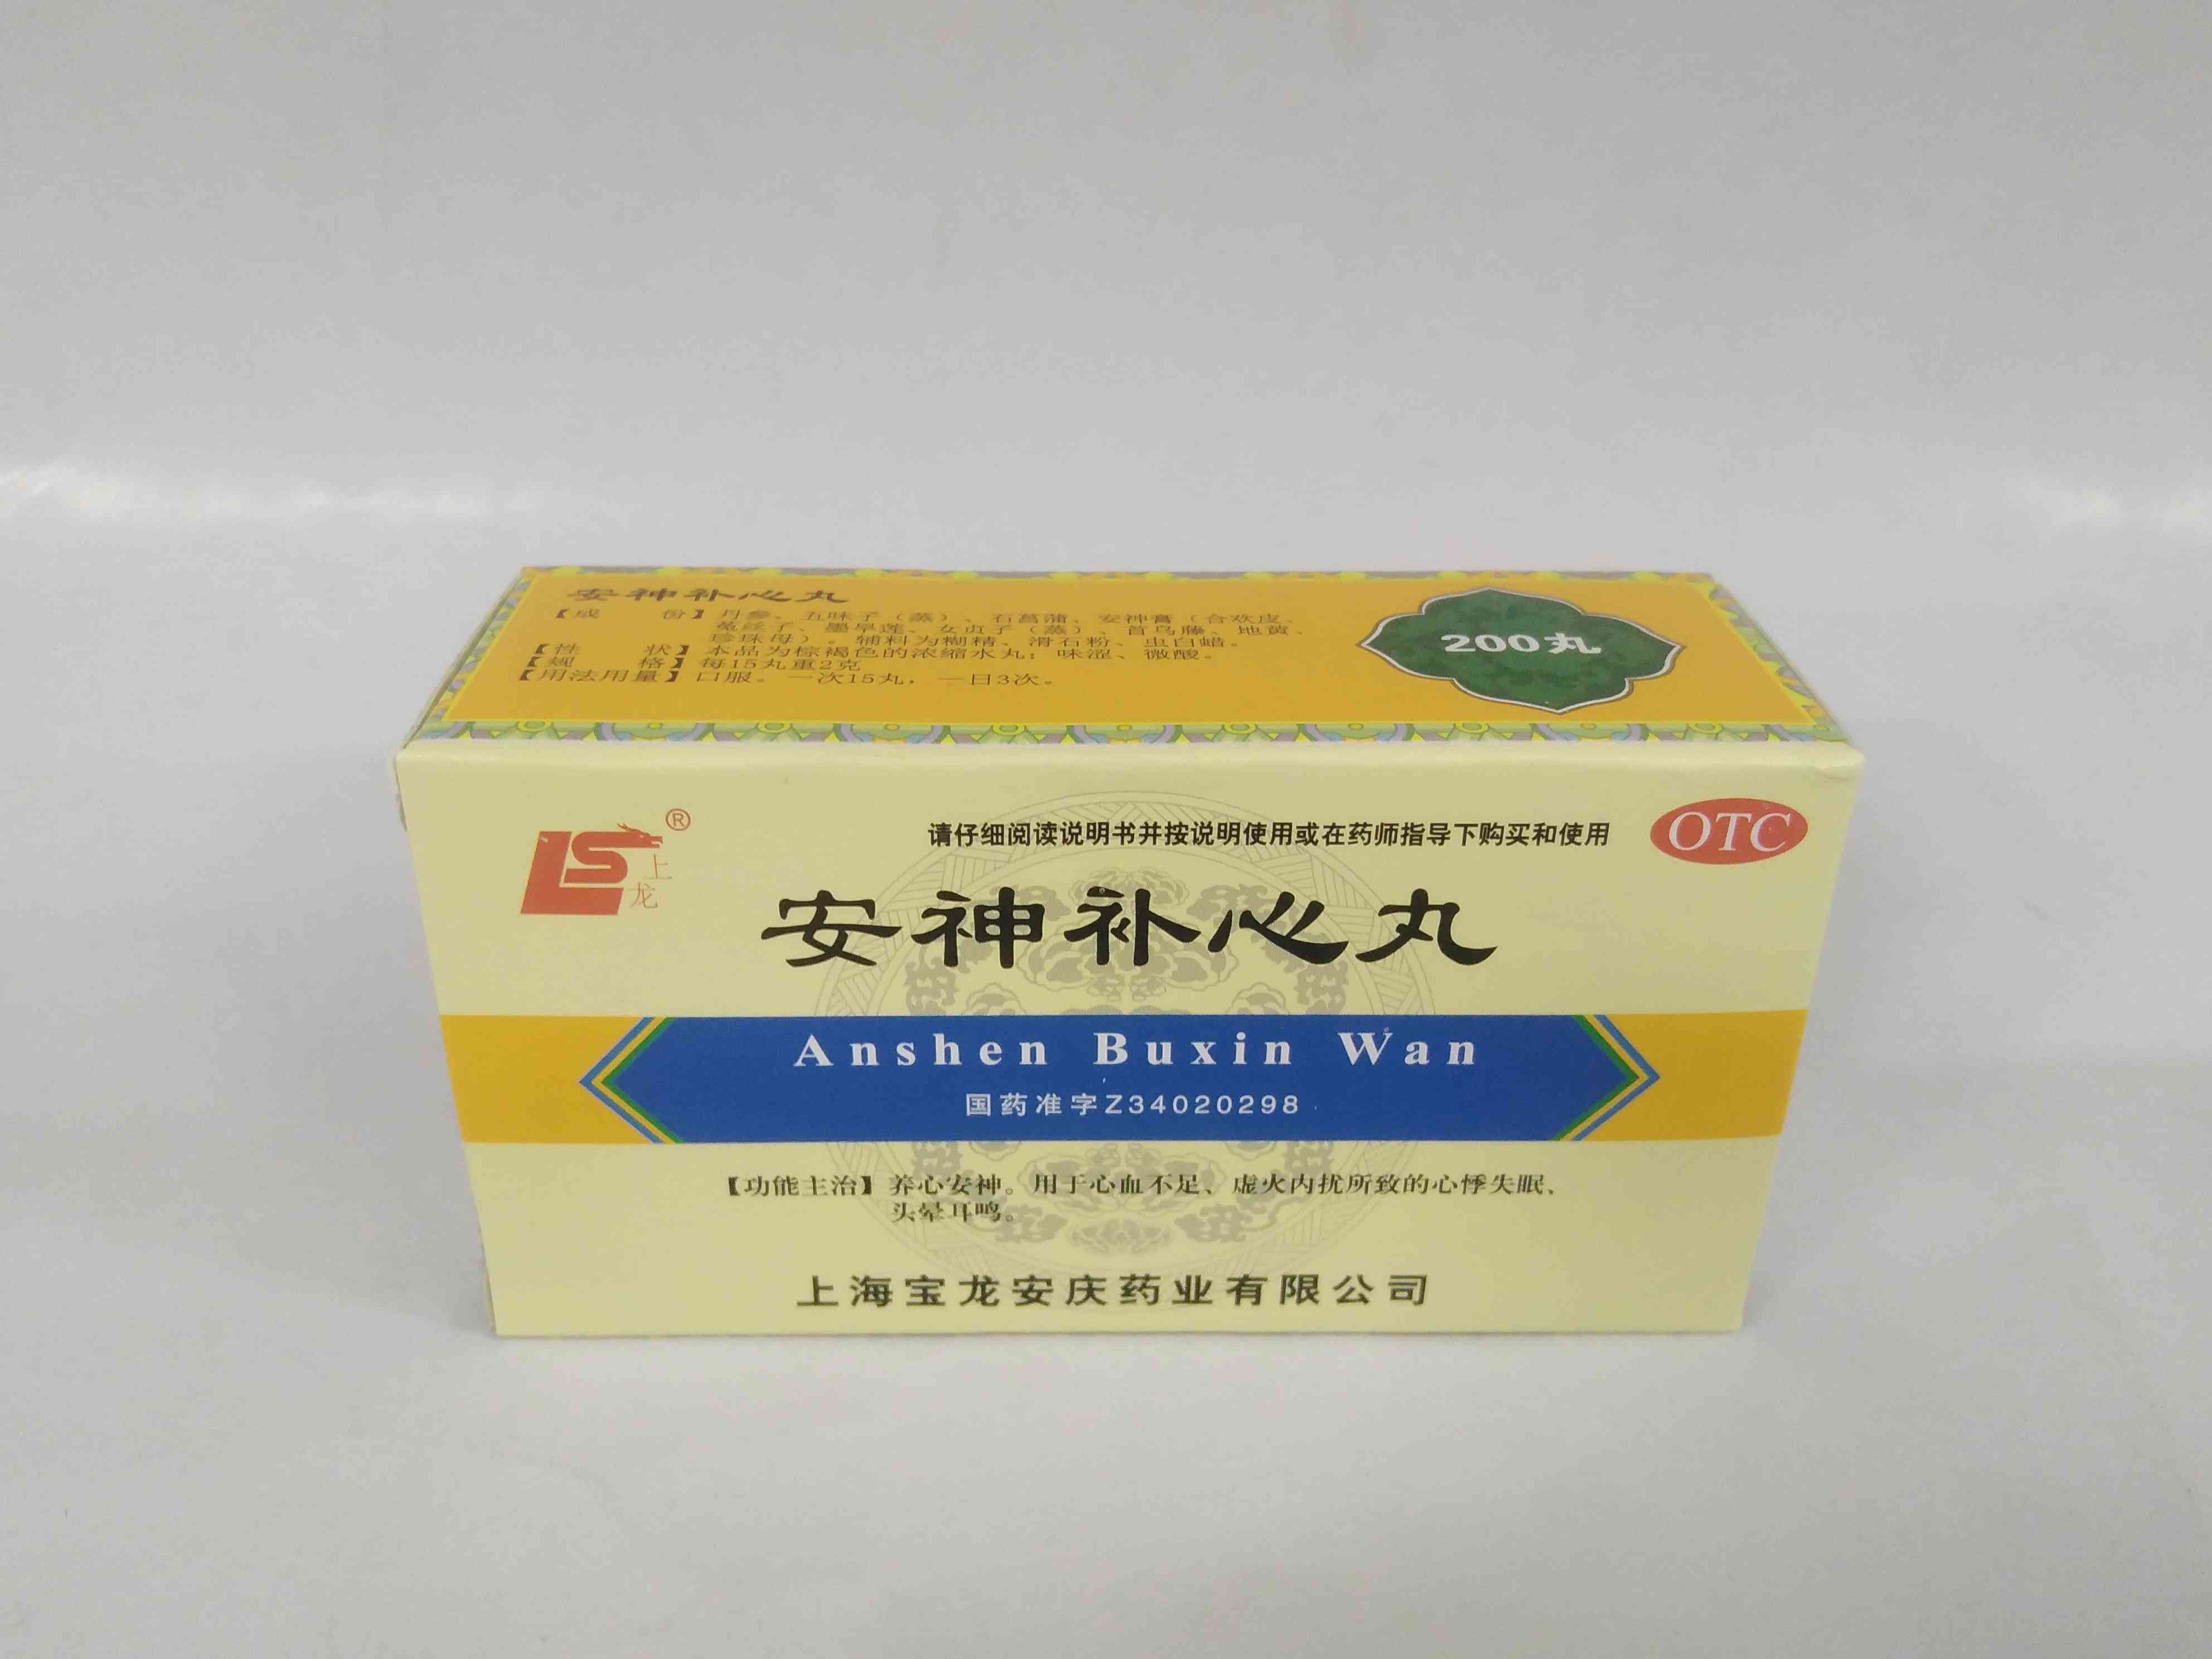 安神补心丸
【成份】丹参、五味子（蒸）、石菖蒲、安神膏（合欢皮、
菟丝子、墨旱莲、女贞子（蒸）、首乌藤、地黄、
珍珠母）。辅料为糊精、滑石粉、虫白蜡。
【性状】本品为棕褐色的浓缩水丸；味涩、微酸。
【规格】每15丸重2克
【用法用量】口服。一次15丸，一日3次。
200丸
LS
®
上
龙
请仔细阅读说明书并按说明使用或在药师指导下购买和使用
OTC
安神补心丸
Anshen Buxin Wan
国药准字Z34020298
【功能主治】养心安神。用于心血不足、虚火内扰所致的心悸失眠、
头晕耳鸣。
上海宝龙安庆药业有限公司